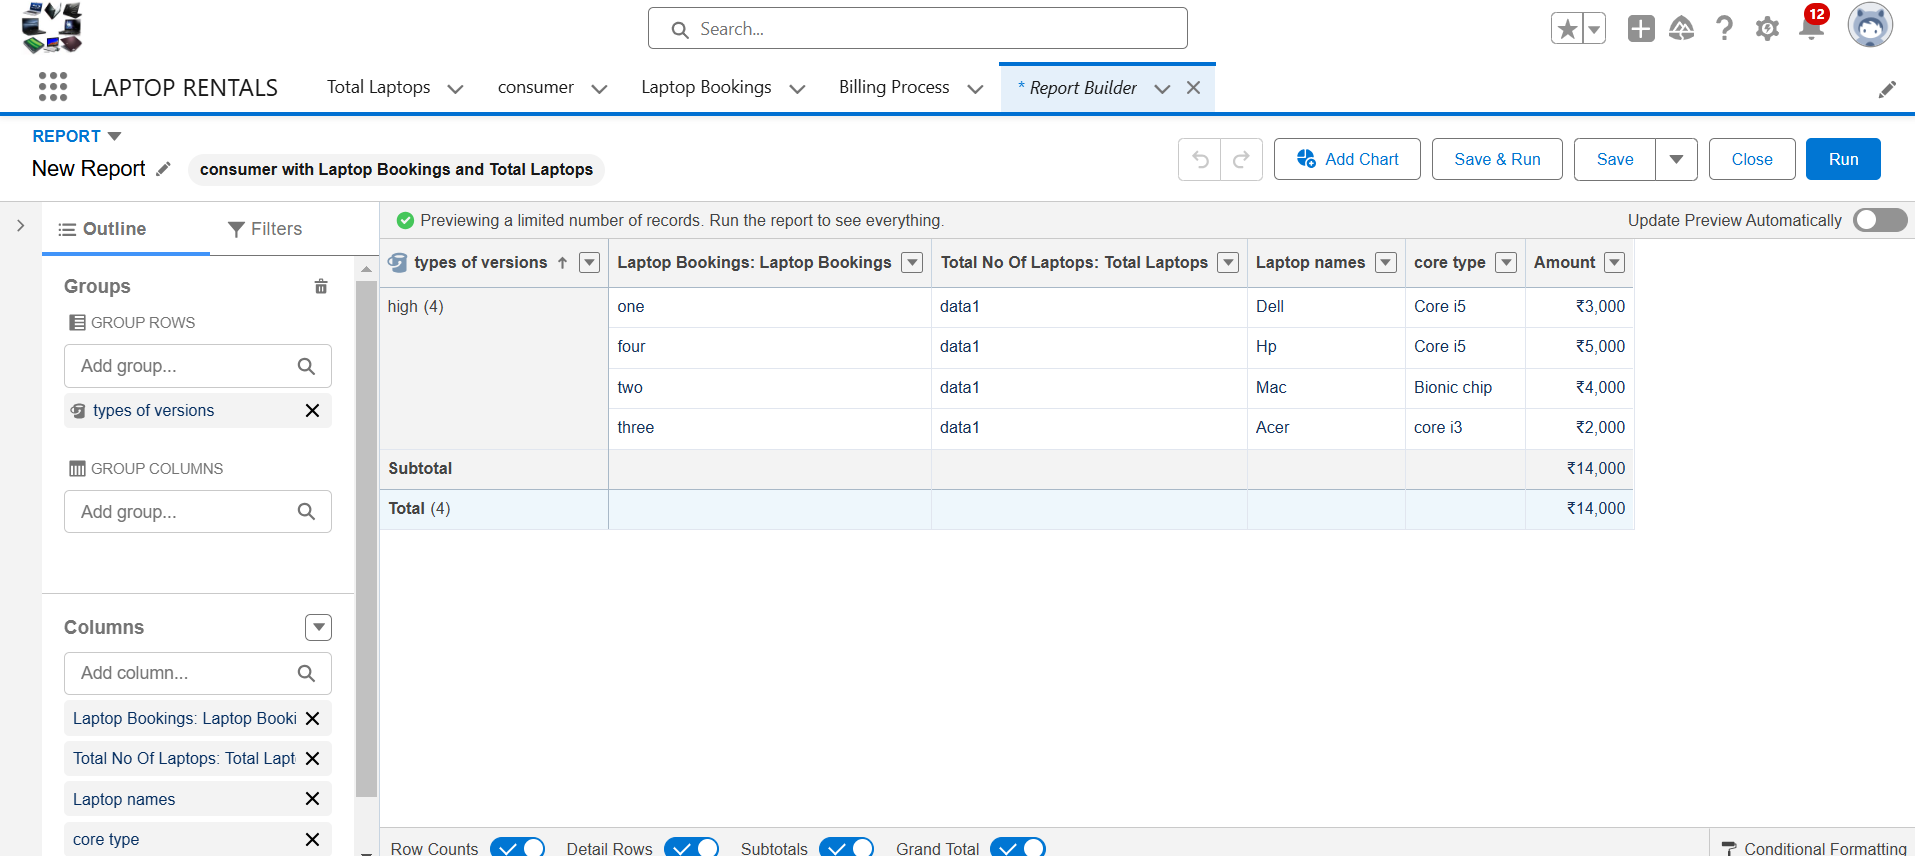 Search...
12
LAPTOP RENTALS
Total Laptops
consumer
Laptop Bookings
Billing Process
* Report Builder
REPORT
New Report
consumer with Laptop Bookings and Total Laptops
Add Chart
Save & Run
Save
Close
Run
Outline
Filters
Previewing a limited number of records. Run the report to see everything.
Update Preview Automatically
Groups
GROUP ROWS
Add group...
types of versions
GROUP COLUMNS
Add group...
Columns
Add column...
Laptop Bookings: Laptop Booki
Total No Of Laptops: Total Lapt
Laptop names
core type
types of versions ↑ Laptop Bookings: Laptop Bookings Total No Of Laptops: Total Laptops Laptop names core type Amount
high (4) one data1 Dell Core i5 ₹3,000
four data1 Hp Core i5 ₹5,000
two data1 Mac Bionic chip ₹4,000
three data1 Acer core i3 ₹2,000
Subtotal ₹14,000
Total (4) ₹14,000
Row Counts
Detail Rows
Subtotals
Grand Total
Conditional Formatting